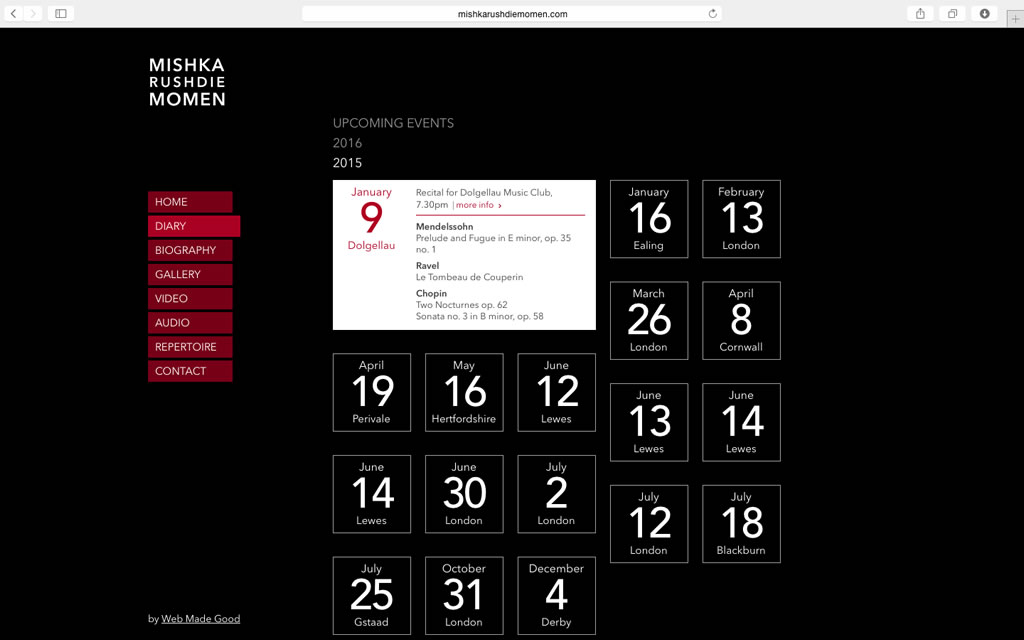 mishkarushdiemomen.com
MISHKA
RUSHDIE
MOMEN
UPCOMING EVENTS
2016
2015
HOME
DIARY
BIOGRAPHY
GALLERY
VIDEO
AUDIO
REPERTOIRE
CONTACT
January
9
Dolgellau
Recital for Dolgellau Music Club,
7.30pm | more info ›
Mendelssohn
Prelude and Fugue in E minor, op. 35
no. 1
Ravel
Le Tombeau de Couperin
Chopin
Two Nocturnes op. 62
Sonata no. 3 in B minor, op. 58
January
16
Ealing
February
13
London
March
26
London
April
8
Cornwall
April
19
Perivale
May
16
Hertfordshire
June
12
Lewes
June
13
Lewes
June
14
Lewes
June
14
Lewes
June
30
London
July
2
London
July
12
London
July
18
Blackburn
July
25
Gstaad
October
31
London
December
4
Derby
by Web Made Good